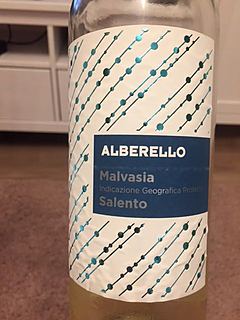 ALBERELLO
Malvasia
Indicazione Geografica Protetta
Salento